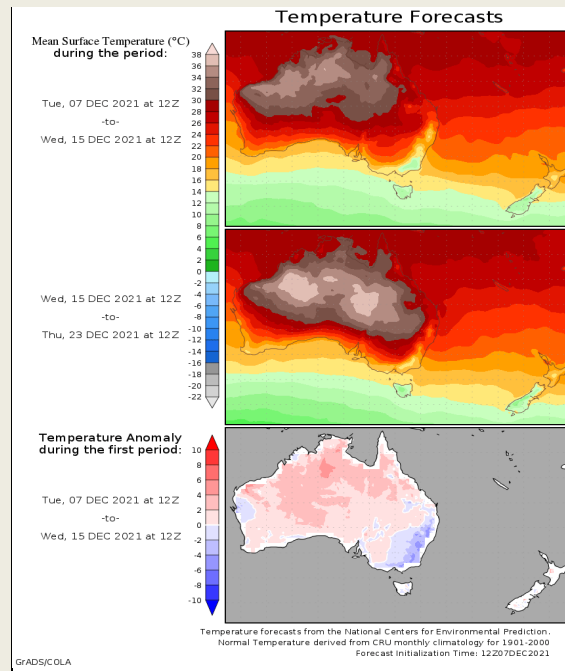 Temperature Forecasts
Mean Surface Temperature (°C)
during the period:
Tue, 07 DEC 2021 at 12Z
-to-
Wed, 15 DEC 2021 at 12Z
38
36
34
32
30
28
26
24
22
20
18
16
14
12
10
8
6
4
2
0
-2
-4
-6
-8
-10
-12
-14
-16
-18
-20
-22
Wed, 15 DEC 2021 at 12Z
-to-
Thu, 23 DEC 2021 at 12Z
Temperature Anomaly
during the first period:
Tue, 07 DEC 2021 at 12Z
-to-
Wed, 15 DEC 2021 at 12Z
10
8
6
4
2
0
-2
-4
-6
-8
-10
Temperature forecasts from the National Centers for Environmental Prediction.
Normal Temperature derived from CRU monthly climatology for 1901-2000
Forecast Initialization Time: 12Z07DEC2021
GrADS/COLA